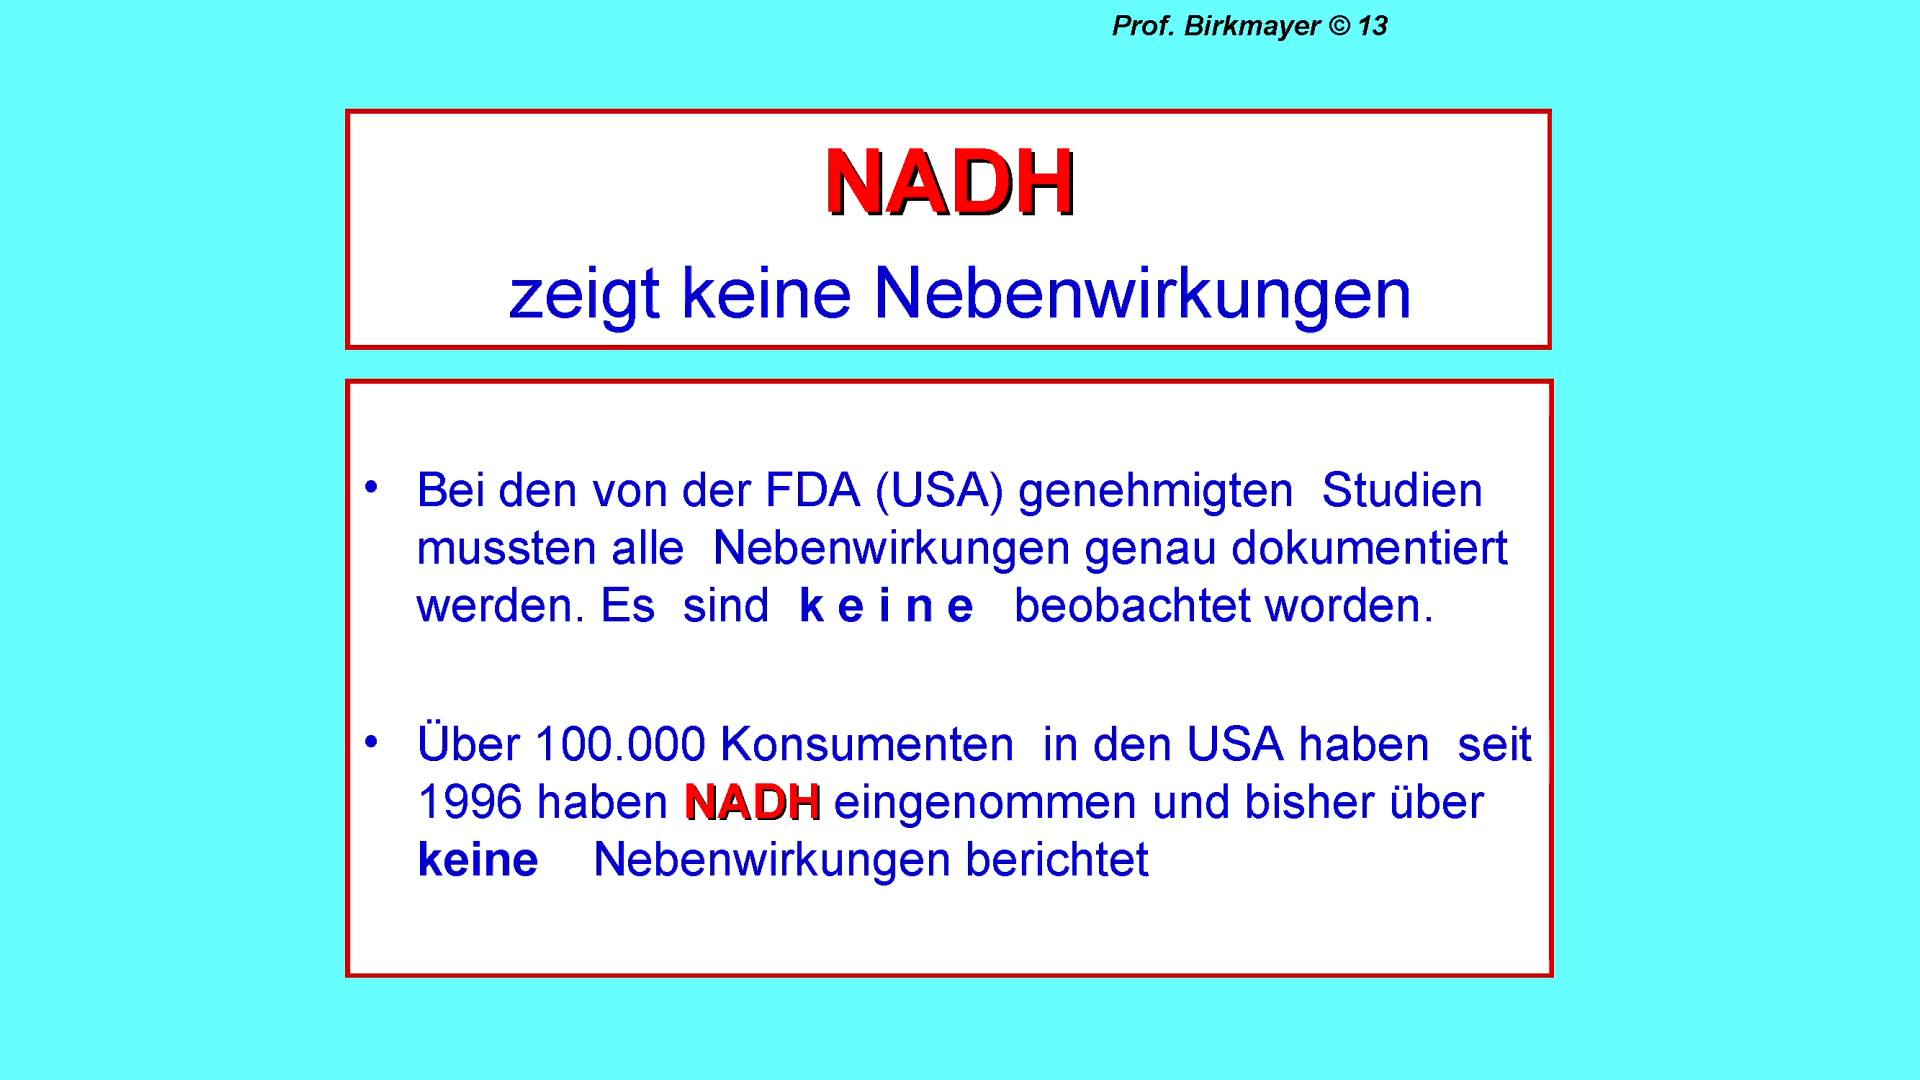 Prof. Birkmayer © 13
NADH
zeigt keine Nebenwirkungen
• Bei den von der FDA (USA) genehmigten Studien
mussten alle Nebenwirkungen genau dokumentiert
werden. Es sind k e i n e beobachtet worden.
• Über 100.000 Konsumenten in den USA haben seit
1996 haben NADH eingenommen und bisher über
keine Nebenwirkungen berichtet